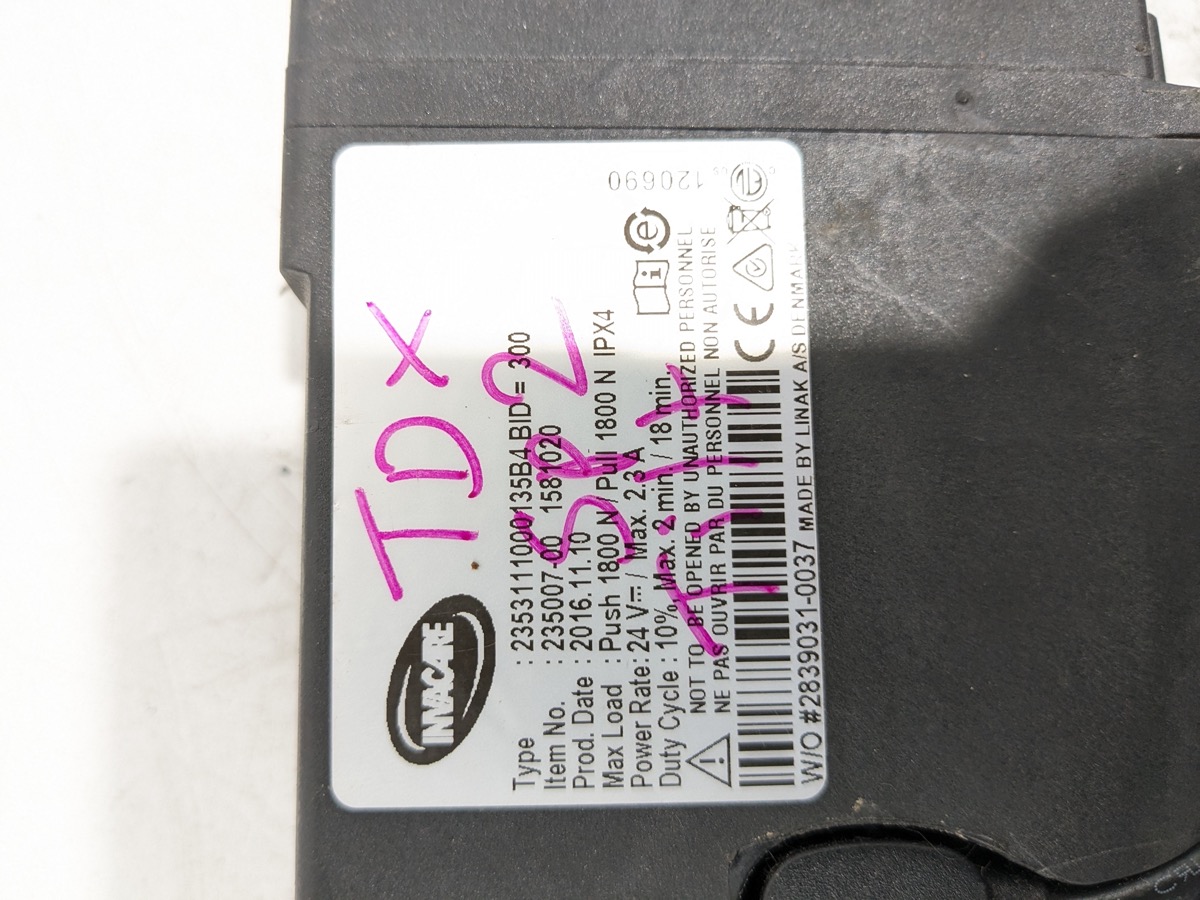 TDX
SP2
TILT
INVACARE
Type : 2353111000135B4 BID = 300
Item No. : 235007-00 1581020
Prod. Date : 2016.11.10
Max Load : Push 1800 N / Pull 1800 N IPX4
Power Rate: 24 V⎓ / Max. 2.3 A
Duty Cycle : 10%, Max. 2 min. / 18 min.
NOT TO BE OPENED BY UNAUTHORIZED PERSONNEL
NE PAS OUVRIR PAR DU PERSONNEL NON AUTORISE
CE
W/O #2839031-0037 MADE BY LINAK A/S DENMARK
120690